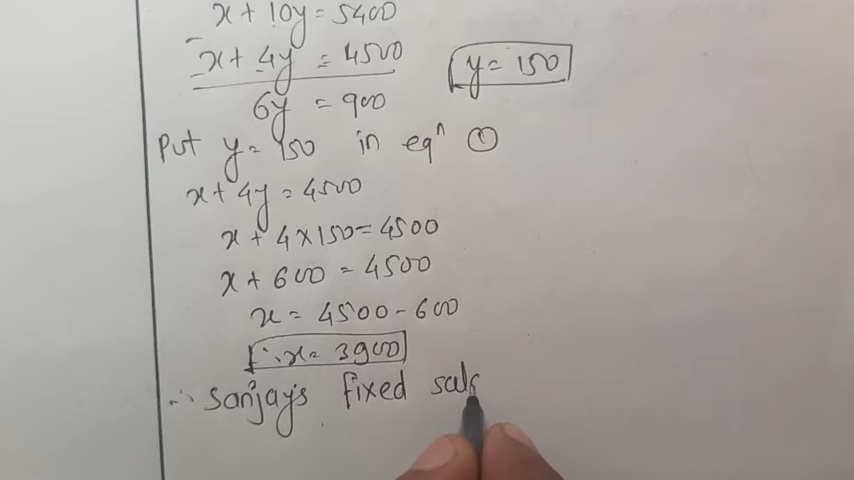 x + 10y = 5400
- x + 4y = 4500
6y = 900
y = 150
Put y = 150 in eqⁿ ①
x + 4y = 4500
x + 4×150 = 4500
x + 600 = 4500
x = 4500 - 600
∴ x = 3900
∴ Sanjay's fixed sala